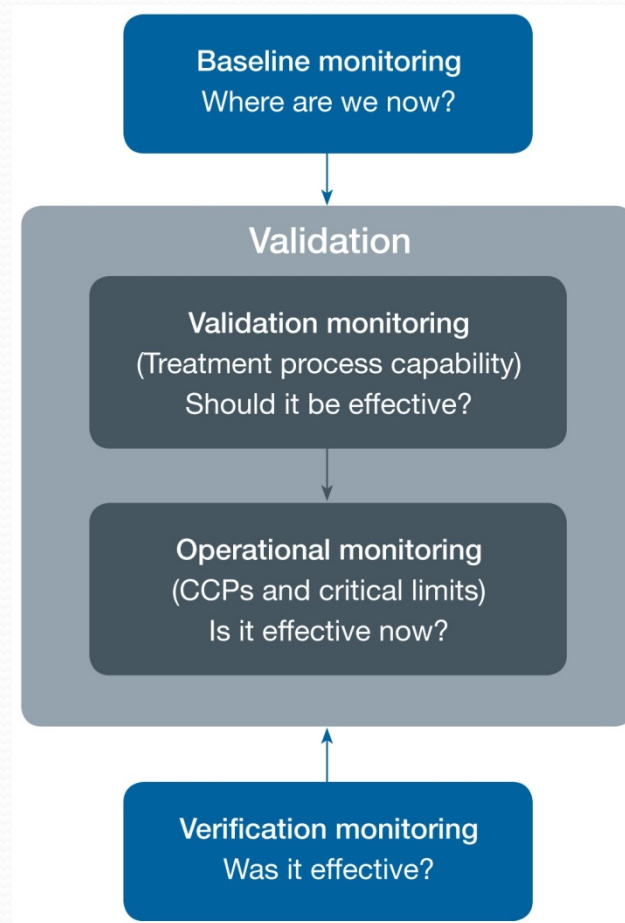 Baseline monitoring
Where are we now?
Validation
Validation monitoring
(Treatment process capability)
Should it be effective?
Operational monitoring
(CCPs and critical limits)
Is it effective now?
Verification monitoring
Was it effective?